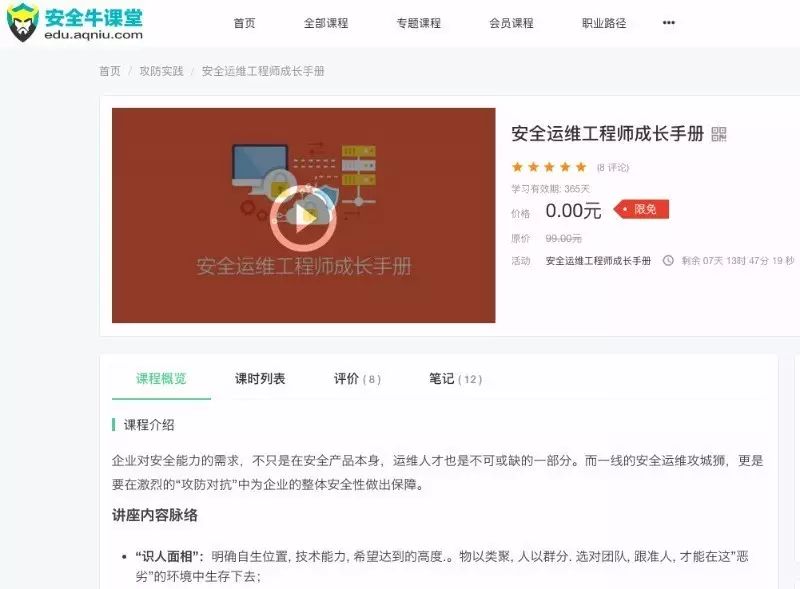 安全牛课堂
edu.aqniu.com
首页 全部课程 专题课程 会员课程 职业路径 •••
首页 / 攻防实践 / 安全运维工程师成长手册
安全运维工程师成长手册
安全运维工程师成长手册
(8 评论)
学习有效期: 365天
价格 0.00元 限免
原价 99.00元
活动 安全运维工程师成长手册 剩余 07天 13时 47分 19 秒
课程概览 课时列表 评价 ( 8 ) 笔记 ( 12 )
课程介绍
企业对安全能力的需求，不只是在安全产品本身，运维人才也是不可或缺的一部分。而一线的安全运维攻城狮，更是
要在激烈的“攻防对抗”中为企业的整体安全性做出保障。
讲座内容脉络
• “识人面相”：明确自生位置, 技术能力, 希望达到的高度.。物以类聚, 人以群分. 选对团队, 跟准人, 才能在这”恶
劣”的环境中生存下去；